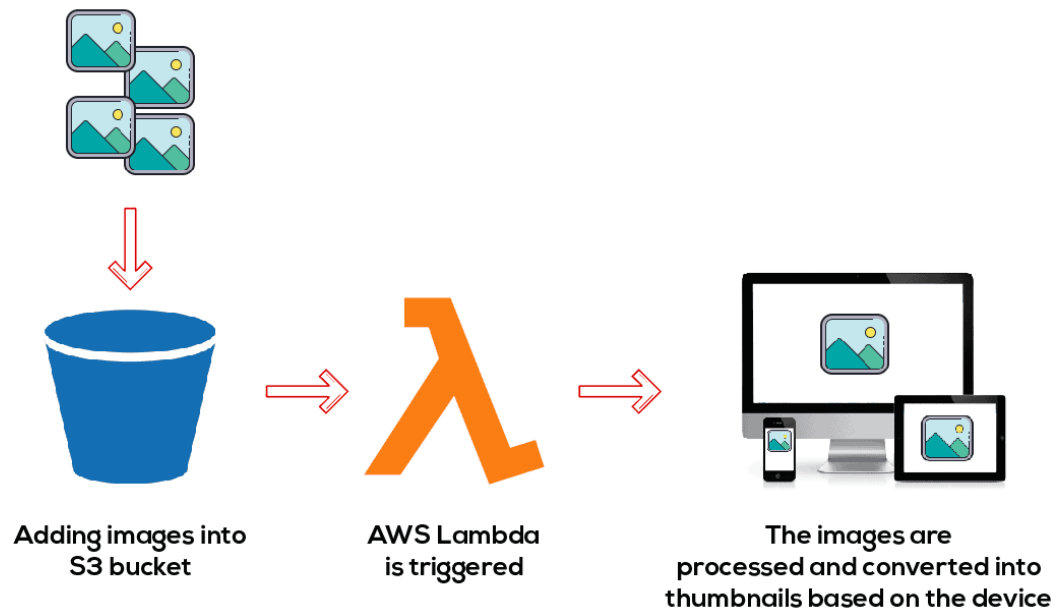 Adding images into
S3 bucket
AWS Lambda
is triggered
The images are
processed and converted into
thumbnails based on the device